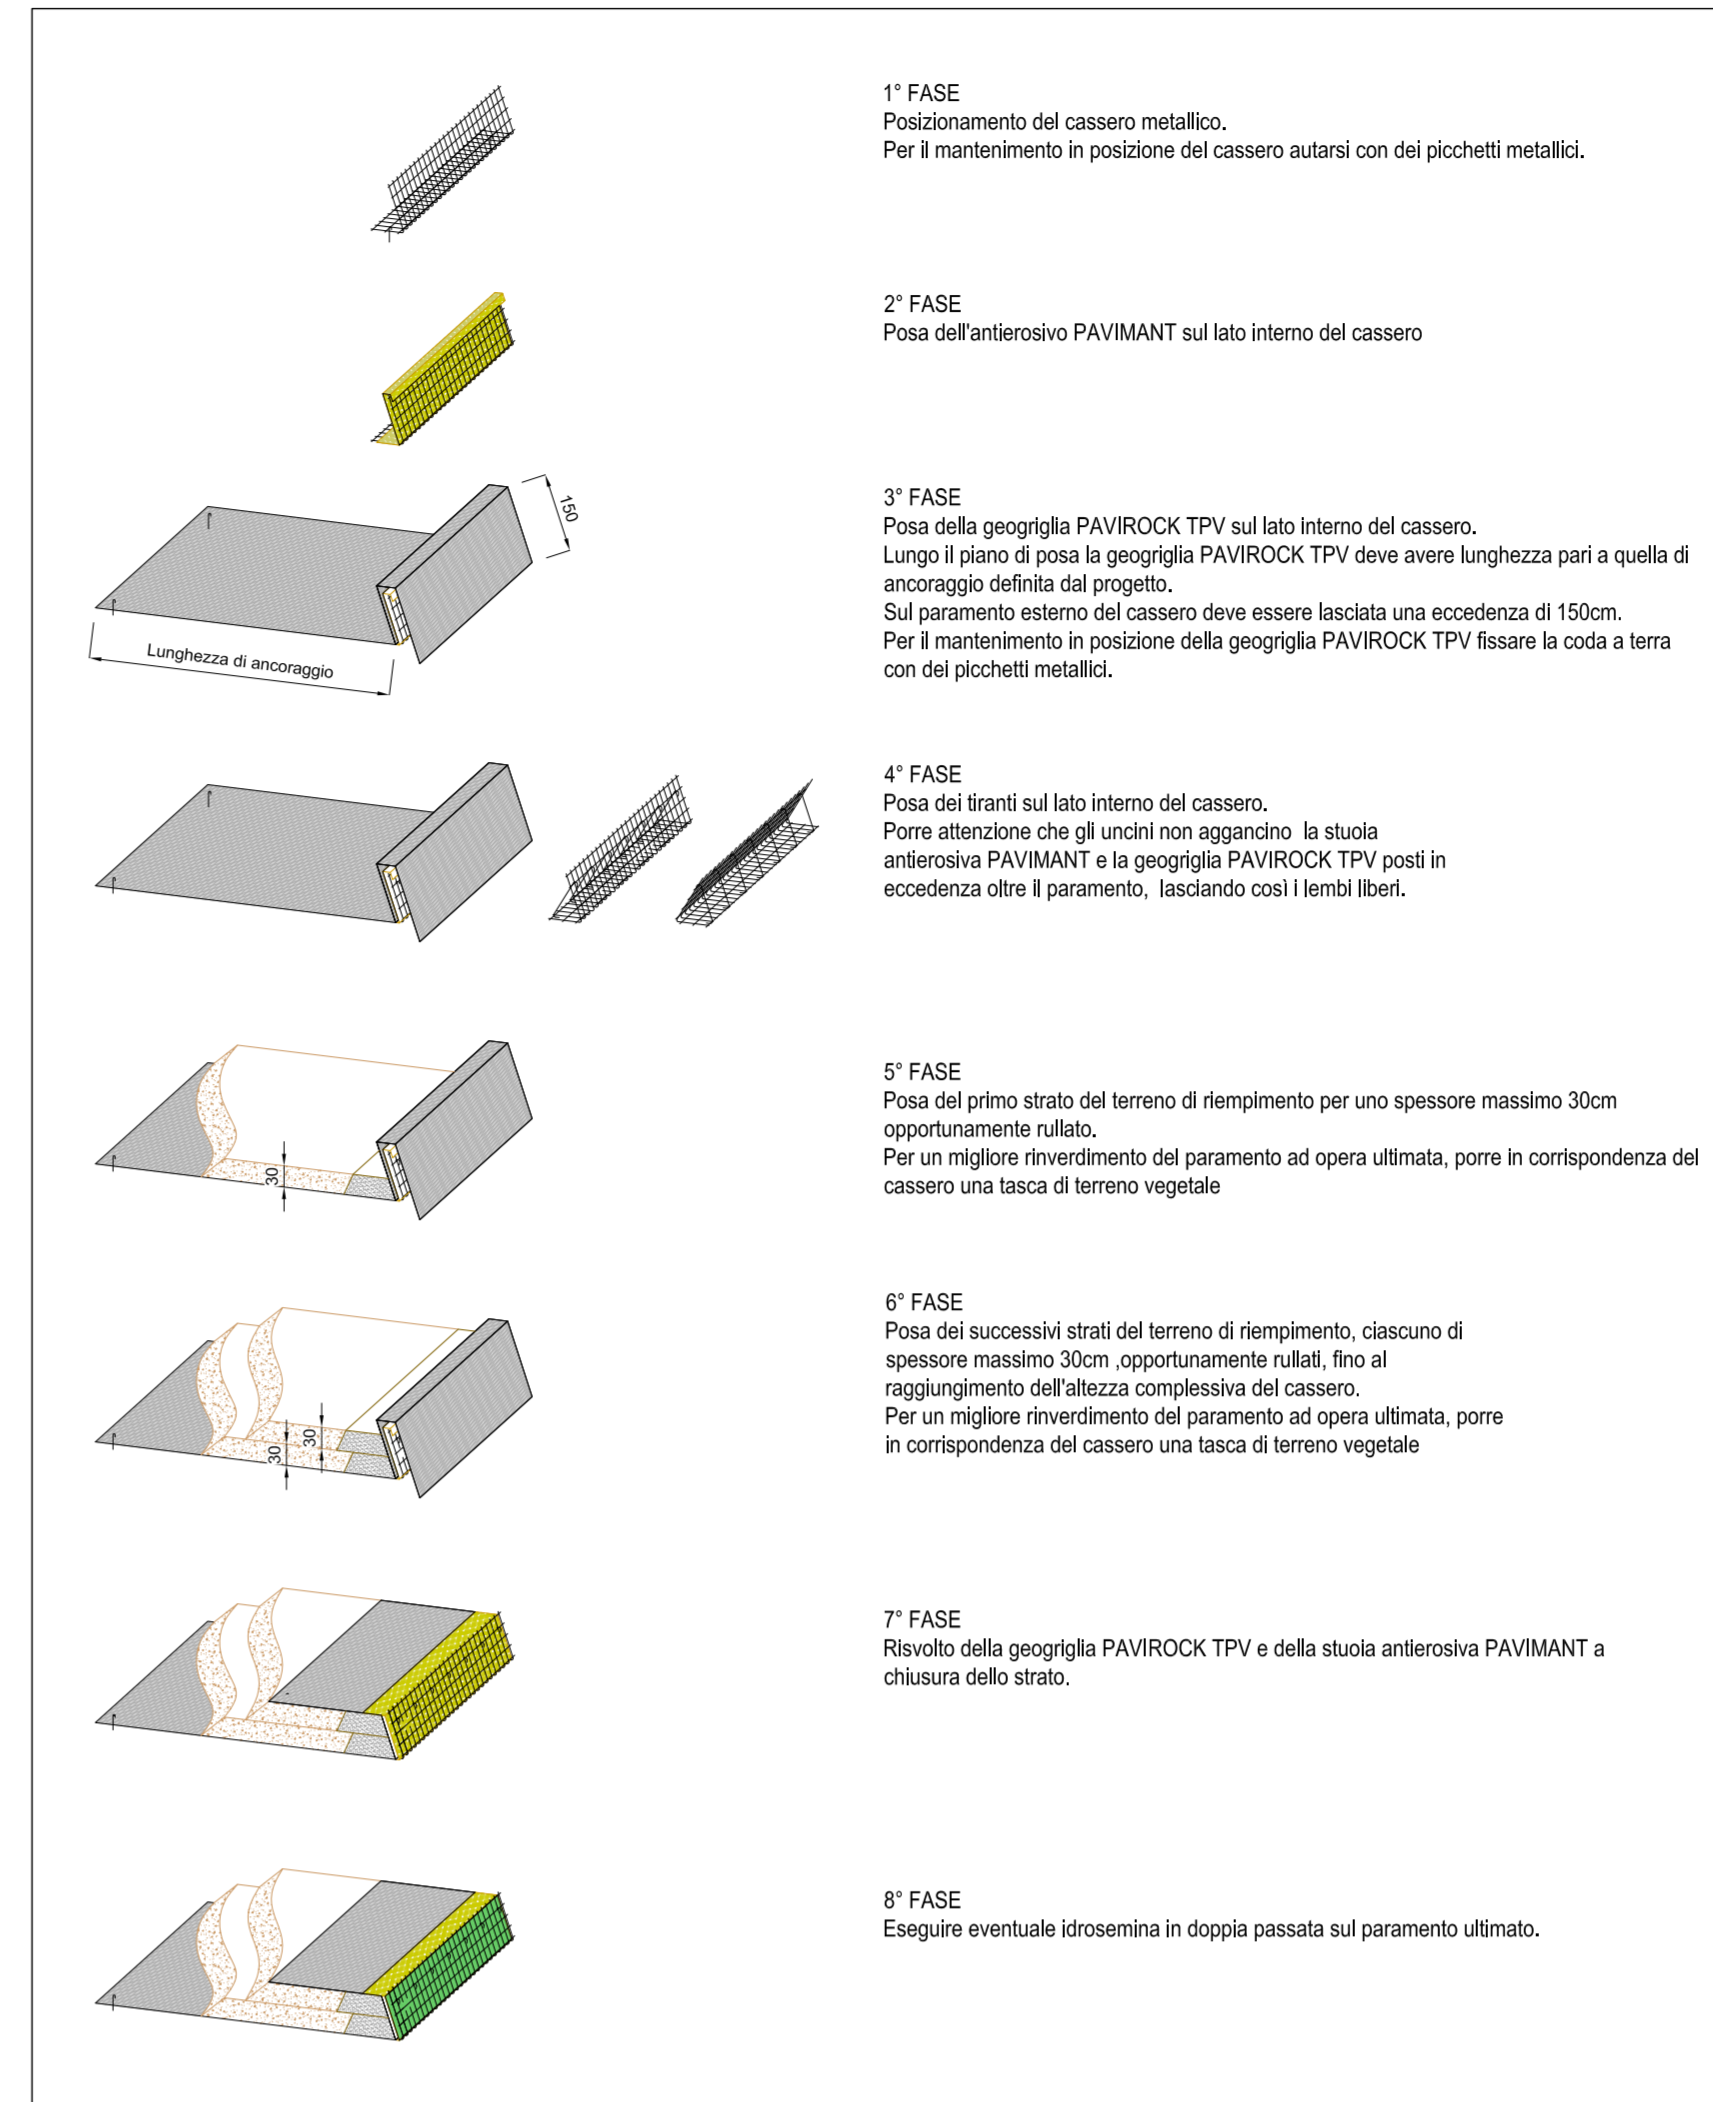 1° FASE
Posizionamento del cassero metallico.
Per il mantenimento in posizione del cassero autarsi con dei picchetti metallici.
2° FASE
Posa dell'antierosivo PAVIMANT sul lato interno del cassero
150
Lunghezza di ancoraggio
3° FASE
Posa della geogriglia PAVIROCK TPV sul lato interno del cassero.
Lungo il piano di posa la geogriglia PAVIROCK TPV deve avere lunghezza pari a quella di
ancoraggio definita dal progetto.
Sul paramento esterno del cassero deve essere lasciata una eccedenza di 150cm.
Per il mantenimento in posizione della geogriglia PAVIROCK TPV fissare la coda a terra
con dei picchetti metallici.
4° FASE
Posa dei tiranti sul lato interno del cassero.
Porre attenzione che gli uncini non aggancino la stuoia
antierosiva PAVIMANT e la geogriglia PAVIROCK TPV posti in
eccedenza oltre il paramento, lasciando così i lembi liberi.
30
5° FASE
Posa del primo strato del terreno di riempimento per uno spessore massimo 30cm
opportunamente rullato.
Per un migliore rinverdimento del paramento ad opera ultimata, porre in corrispondenza del
cassero una tasca di terreno vegetale
30
30
6° FASE
Posa dei successivi strati del terreno di riempimento, ciascuno di
spessore massimo 30cm ,opportunamente rullati, fino al
raggiungimento dell'altezza complessiva del cassero.
Per un migliore rinverdimento del paramento ad opera ultimata, porre
in corrispondenza del cassero una tasca di terreno vegetale
7° FASE
Risvolto della geogriglia PAVIROCK TPV e della stuoia antierosiva PAVIMANT a
chiusura dello strato.
8° FASE
Eseguire eventuale idrosemina in doppia passata sul paramento ultimato.